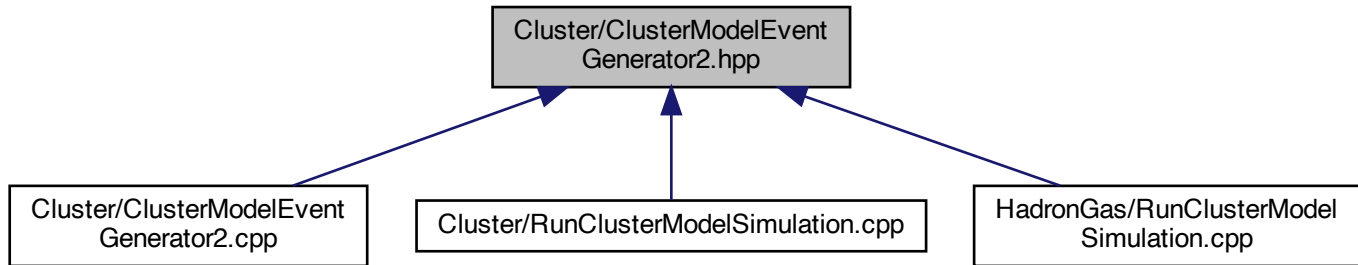 Cluster/ClusterModelEvent
Generator2.hpp
Cluster/ClusterModelEvent
Generator2.cpp
Cluster/RunClusterModelSimulation.cpp
HadronGas/RunClusterModel
Simulation.cpp